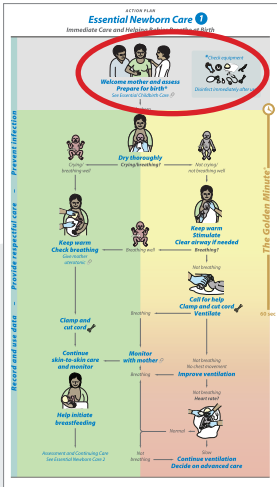 ACTION PLAN
Essential Newborn Care 1
Immediate Care and Helping Babies Breathe at Birth
Welcome mother and assess
Prepare for birth*
See Essential Childbirth Care
*Check equipment
Disinfect immediately after use
Dry thoroughly
Crying/breathing?
Crying/
breathing well
Not crying/
not breathing well
Keep warm
Check breathing
Give mother
uterotonic
Breathing well
Keep warm
Stimulate
Clear airway if needed
Breathing?
Not breathing
Call for help
Clamp and cut cord
Ventilate
Breathing
Clamp and
cut cord
60 sec
Continue
skin-to-skin care
and monitor
Monitor
with mother
Not breathing
No chest movement
Breathing
Improve ventilation
Not breathing
Heart rate?
Help initiate
breastfeeding
Normal
Slow
Assessment and Continuing Care
See Essential Newborn Care 2
Not
breathing
Continue ventilation
Decide on advanced care
Record and use data – Provide respectful care – Prevent infection
The Golden Minute®